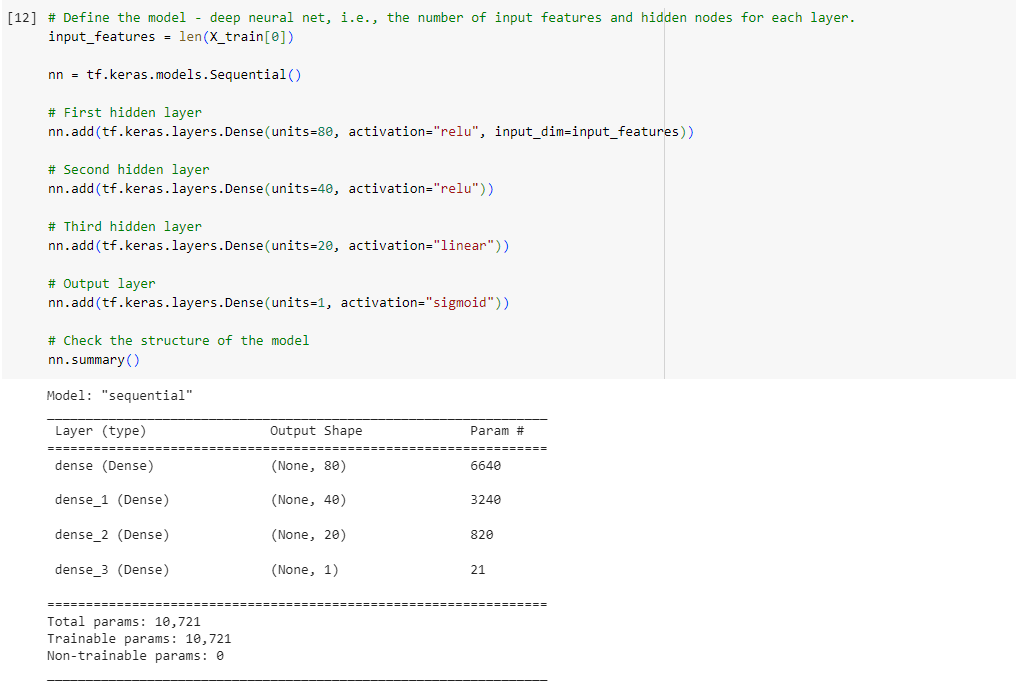 [12] # Define the model - deep neural net, i.e., the number of input features and hidden nodes for each layer.
input_features = len(X_train[0])
nn = tf.keras.models.Sequential()
# First hidden layer
nn.add(tf.keras.layers.Dense(units=80, activation="relu", input_dim=input_features))
# Second hidden layer
nn.add(tf.keras.layers.Dense(units=40, activation="relu"))
# Third hidden layer
nn.add(tf.keras.layers.Dense(units=20, activation="linear"))
# Output layer
nn.add(tf.keras.layers.Dense(units=1, activation="sigmoid"))
# Check the structure of the model
nn.summary()
Model: "sequential"
_________________________________________________________________
Layer (type) Output Shape Param #
=================================================================
dense (Dense) (None, 80) 6640
dense_1 (Dense) (None, 40) 3240
dense_2 (Dense) (None, 20) 820
dense_3 (Dense) (None, 1) 21
=================================================================
Total params: 10,721
Trainable params: 10,721
Non-trainable params: 0
_________________________________________________________________